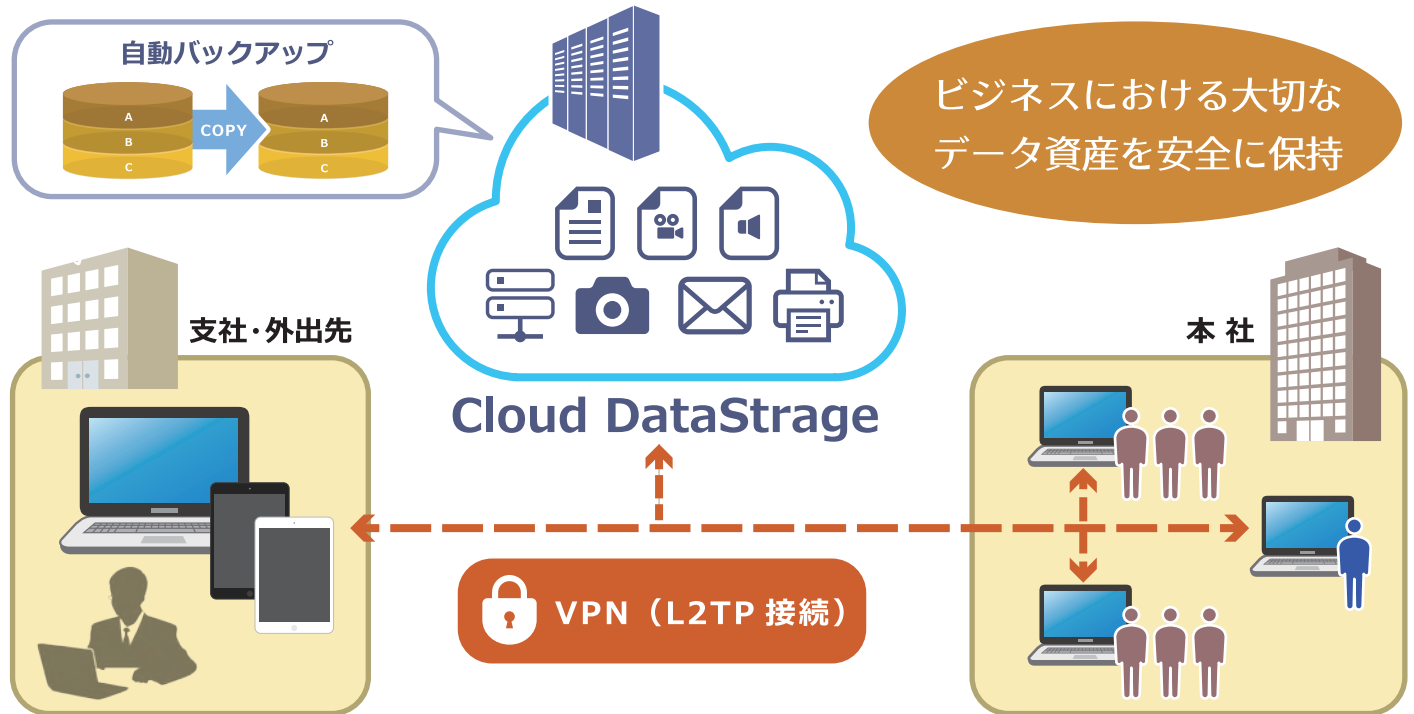 自動バックアップ
A
B
C
COPY
A
B
C
ビジネスにおける大切な
データ資産を安全に保持
支社・外出先
本 社
Cloud DataStrage
VPN（L2TP 接続）